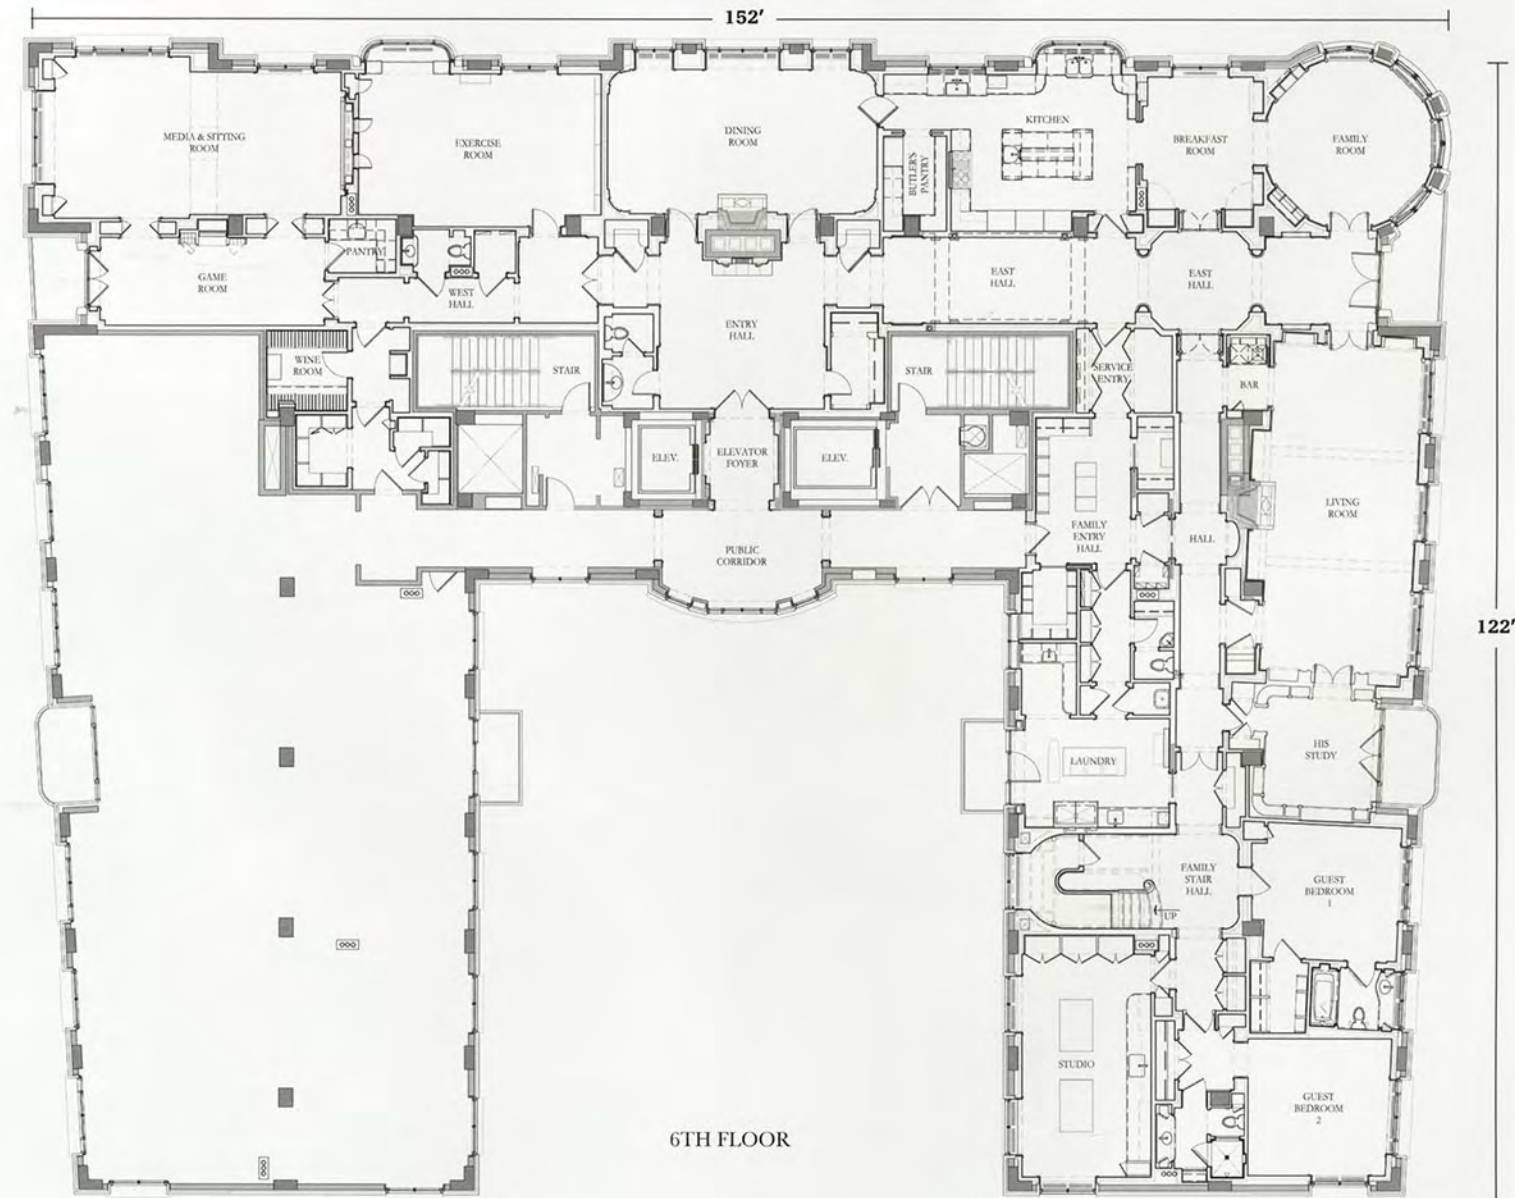 152'
MEDIA & SITTING
ROOM
EXERCISE
ROOM
DINING
ROOM
KITCHEN
BUTLER'S
PANTRY
BREAKFAST
ROOM
FAMILY
ROOM
PANTRY
GAME
ROOM
WEST
HALL
ENTRY
HALL
EAST
HALL
EAST
HALL
WINE
ROOM
STAIR
STAIR
SERVICE
ENTRY
BAR
ELEV.
ELEVATOR
FOYER
ELEV.
LIVING
ROOM
FAMILY
ENTRY
HALL
HALL
PUBLIC
CORRIDOR
122'
HIS
STUDY
LAUNDRY
FAMILY
STAIR
HALL
UP
GUEST
BEDROOM
1
STUDIO
GUEST
BEDROOM
2
6TH FLOOR